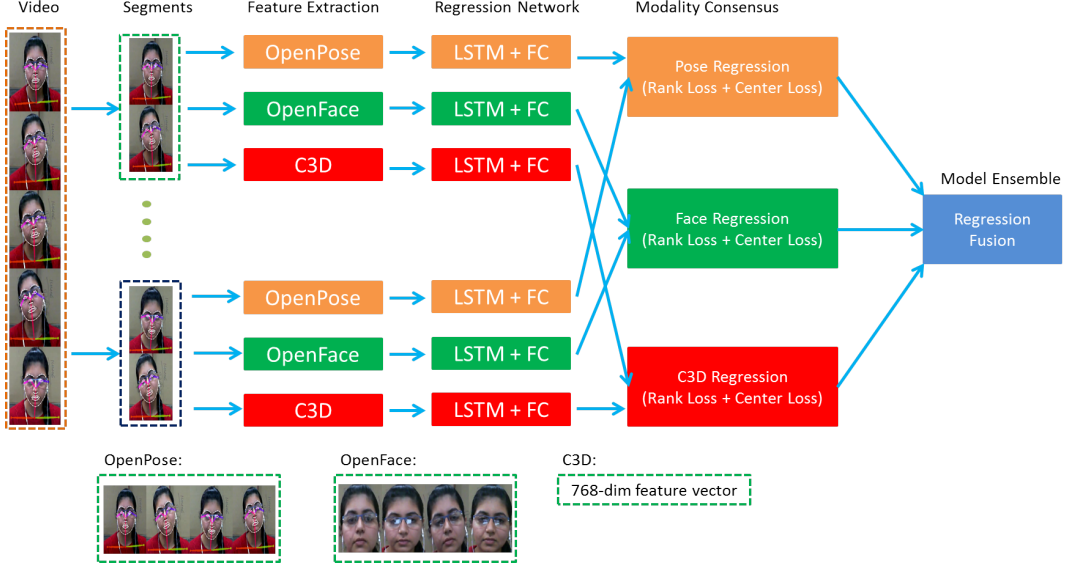 Video
Segments
Feature Extraction
Regression Network
Modality Consensus
OpenPose
LSTM + FC
OpenFace
LSTM + FC
C3D
LSTM + FC
Pose Regression
(Rank Loss + Center Loss)
Face Regression
(Rank Loss + Center Loss)
Model Ensemble
Regression
Fusion
OpenPose
LSTM + FC
OpenFace
LSTM + FC
C3D
LSTM + FC
C3D Regression
(Rank Loss + Center Loss)
OpenPose:
OpenFace:
C3D:
768-dim feature vector